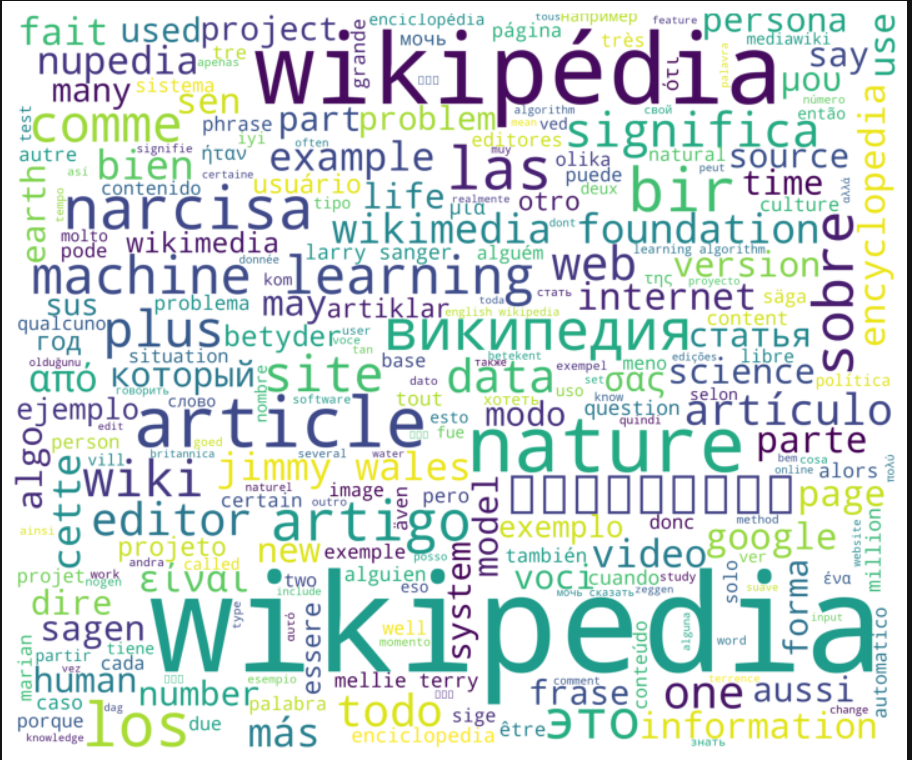 enciclopédia
tous
например
feature
persona
fait
used
project
wikipédia
grande
мочь
página
très
mediawiki
use
nupedia
apenas
tre
ότι
palavra
say
many
sistema
sen
μου
número
test
comme
phrase
part
problem
algorithm
свой
então
iyi
mean
ved
significa
autre
signifie
ήταν
often
example
editores
muy
las
olika
natural
source
encyclopedia
así
bien
certaine
puede
peut
earth
contenido
usuário
life
realmente
deux
bir
time
αλλά
tempo
narcisa
tipo
μία
otro
culture
wikimedia foundation
dont
sobre
molto
pode
wikimedia
larry sanger
alguém
learning algorithm
donnée
web
version
machine learning
kom
стать
της
proyecto
sus
problema
may
artiklar
toda
internet
säga
english wikipedia
content
qualcuno
plus
betyder
user
википедия
статья
год
voce
situation
tan
betekent
edições
libre
olduğunu
από
который
site
base
также
data
exempel
meno
science
говорить
nombre
dato
set
σας
política
ejemplo
слово
software
tout
хотеть
uso
know
selon
edit
article
esto
modo
question
artículo
algo
person
goed
fue
quindi
nature
parte
vill
britannica
several
water
bem
cosa
πολύ
cette
wiki
jimmy wales
online
alors
naturel
image
även
pero
model
page
certain
outro
ainsi
editor
artigo
exemplo
donc
method
google
website
millione
projeto
new
exemple
posso
system
también
video
ver
andra
called
projet
work
nogen
είναι
two
alguien
eso
voci
cuando
study
solo
forma
ένα
dire
include
мочь сказать
zeggen
suave
wikipedia
type
autó
essere
well
momento
alguna
input
automatico
sagen
word
marian
partir
tiene
conteúdo
vez
cada
human
esempio
mellie terry
terrence
caso
number
comment
frase
one
aussi
dag
palabra
todo
change
porque
los
due
sige
être
это
information
knowledge
más
enciclopedia
знать